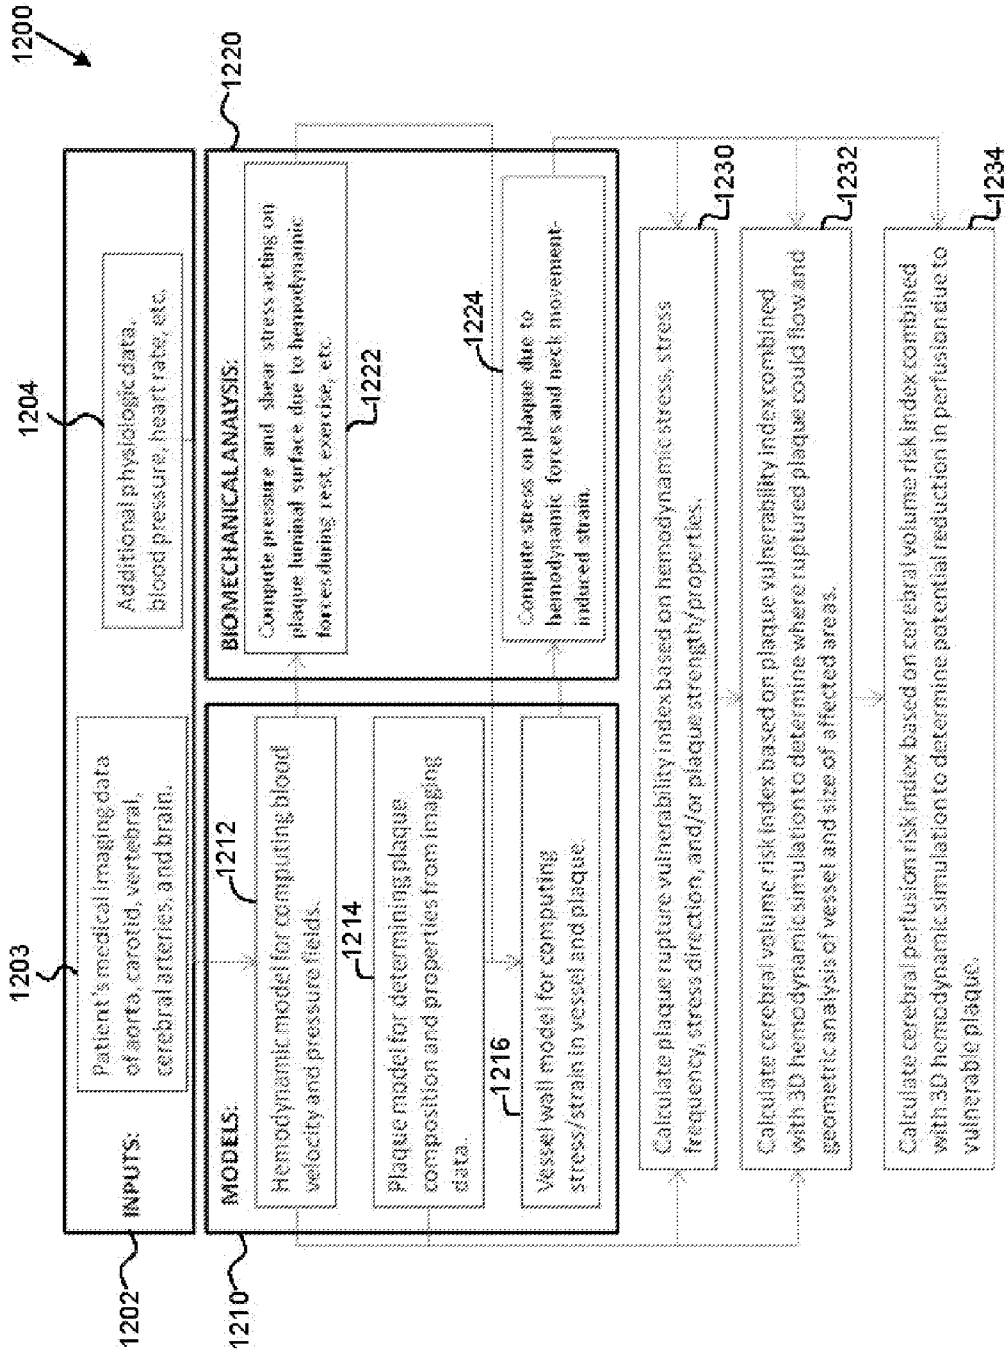 1200
1203
1204
1202
INPUTS:
Patient's medical imaging data
of aorta, carotid, vertebral,
cerebral arteries, and brain.
Additional physiologic data,
blood pressure, heart rate, etc.
1210
1220
MODELS:
1212
Hemodynamic model for computing blood
velocity and pressure fields.
1214
Plaque model for determining plaque
composition and properties from imaging
data.
1216
Vessel wall model for computing
stress/strain in vessel and plaque.
BIOMECHANICAL ANALYSIS:
Compute pressure and shear stress acting on
plaque luminal surface due to hemodynamic
forces during rest, exercise, etc.
1222
1224
Compute stress on plaque due to
hemodynamic forces and neck movement-
induced strain.
Calculate plaque rupture vulnerability index based on hemodynamic stress, stress
frequency, stress direction, and/or plaque strength/properties.
1230
Calculate cerebral volume risk index based on plaque vulnerability index combined
with 3D hemodynamic simulation to determine where ruptured plaque could flow and
geometric analysis of vessel and size of affected areas.
1232
Calculate cerebral perfusion risk index based on cerebral volume risk index combined
with 3D hemodynamic simulation to determine potential reduction in perfusion due to
vulnerable plaque.
1234